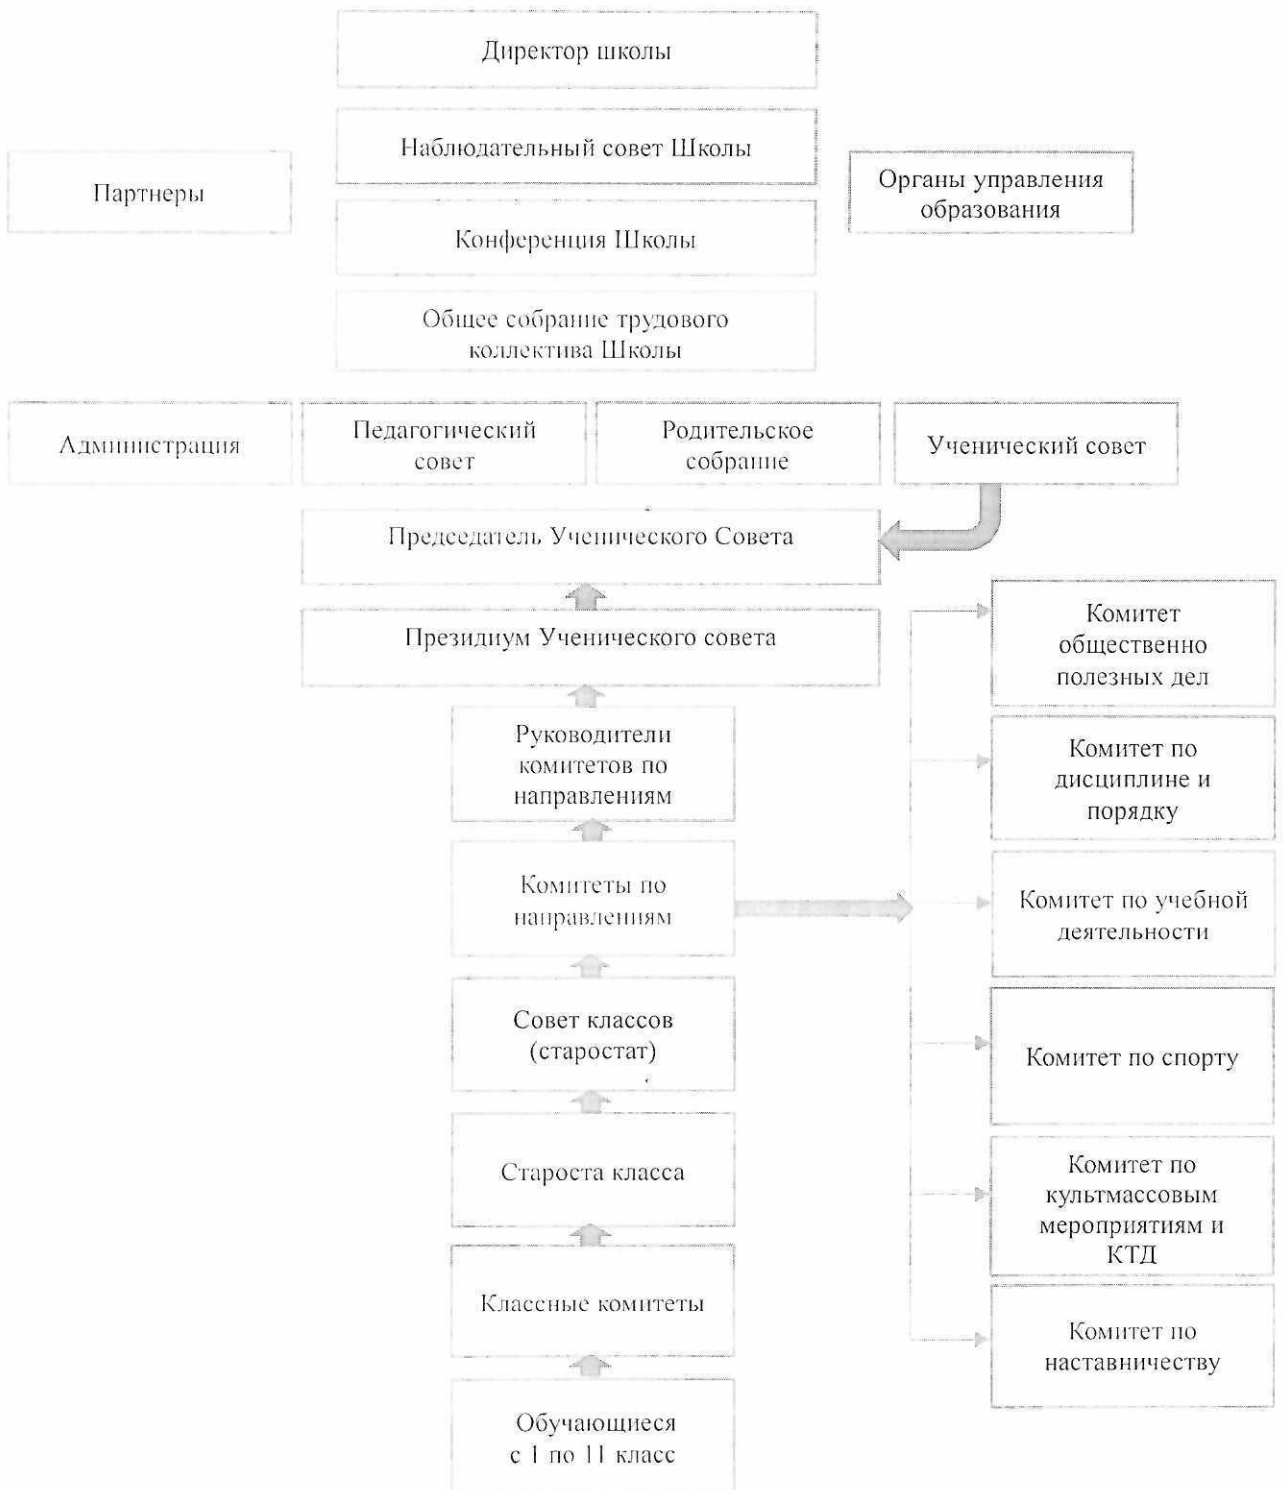 Директор школы
Наблюдательный совет Школы
Партнеры
Органы управления
образования
Конференция Школы
Общее собрание трудового
коллектива Школы
Администрация
Педагогический
совет
Родительское
собрание
Ученический совет
Председатель Ученического Совета
Президиум Ученического совета
Руководители
комитетов по
направлениям
Комитеты по
направлениям
Совет классов
(старостат)
Староста класса
Классные комитеты
Обучающиеся
с 1 по 11 класс
Комитет
общественно
полезных дел
Комитет по
дисциплине и
порядку
Комитет по учебной
деятельности
Комитет по спорту
Комитет по
культмассовым
мероприятиям и
КТД
Комитет по
наставничеству